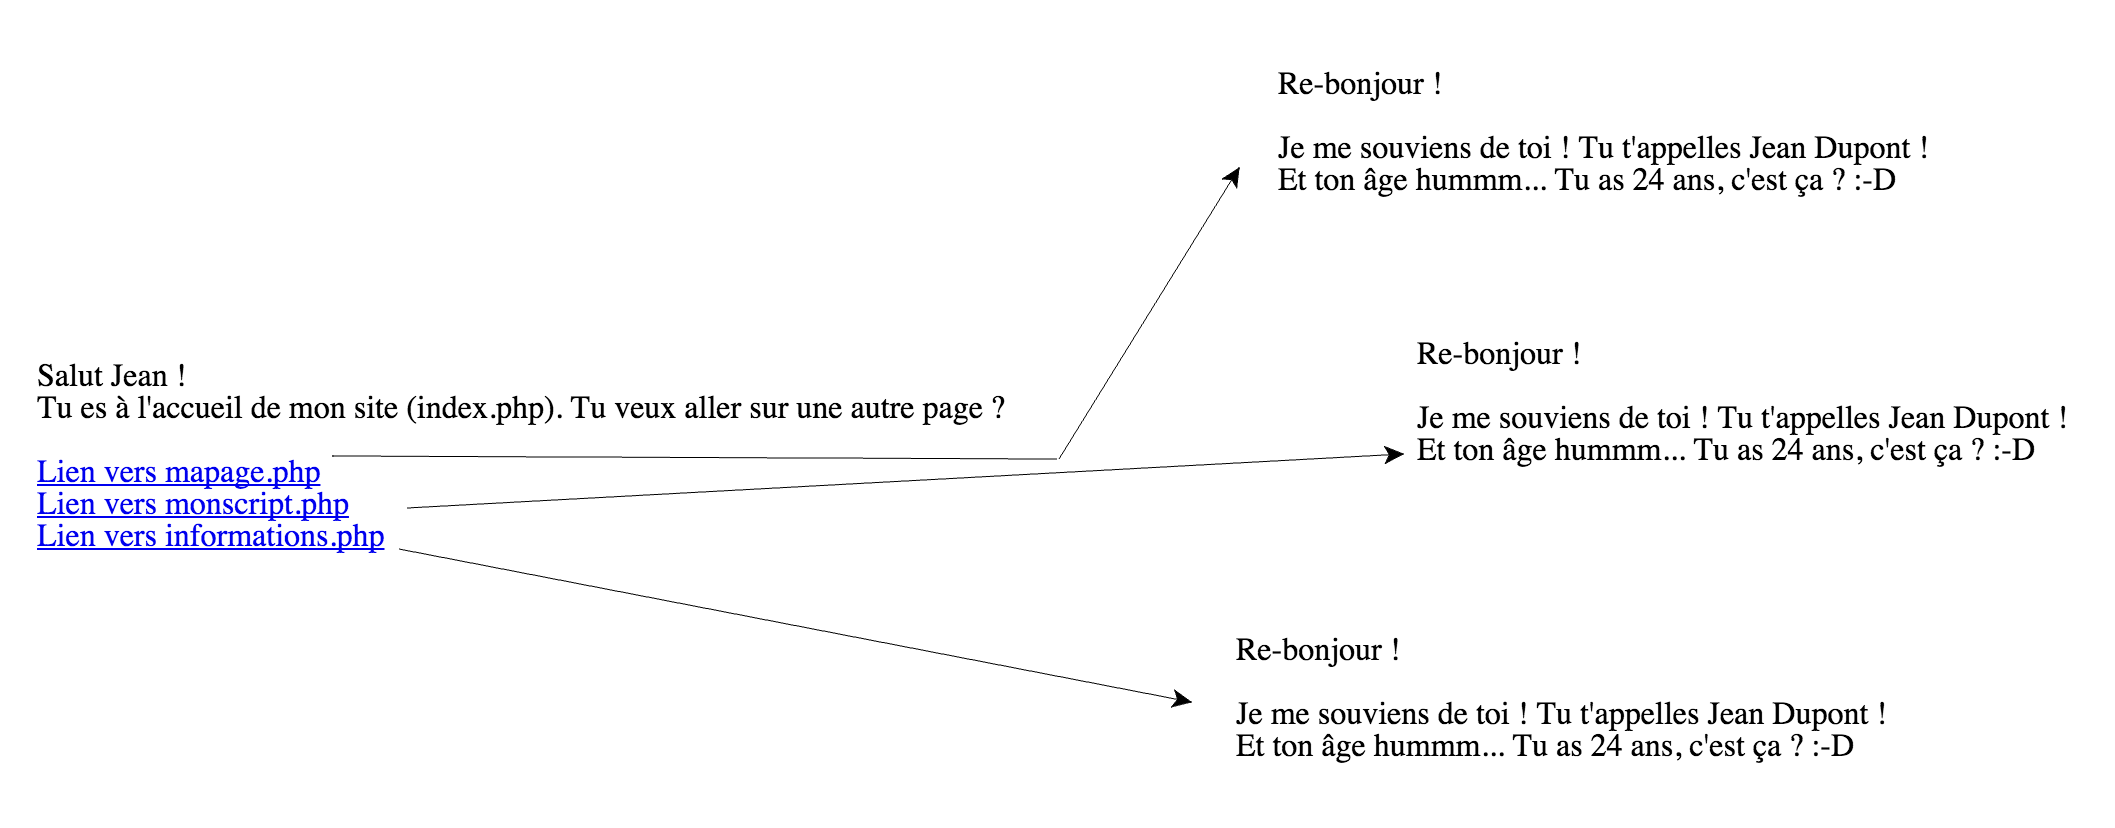 Re-bonjour !
Je me souviens de toi ! Tu t'appelles Jean Dupont !
Et ton âge hummm... Tu as 24 ans, c'est ça ? :-D
Salut Jean !
Tu es à l'accueil de mon site (index.php). Tu veux aller sur une autre page ?
Lien vers mapage.php
Lien vers monscript.php
Lien vers informations.php
Re-bonjour !
Je me souviens de toi ! Tu t'appelles Jean Dupont !
Et ton âge hummm... Tu as 24 ans, c'est ça ? :-D
Re-bonjour !
Je me souviens de toi ! Tu t'appelles Jean Dupont !
Et ton âge hummm... Tu as 24 ans, c'est ça ? :-D